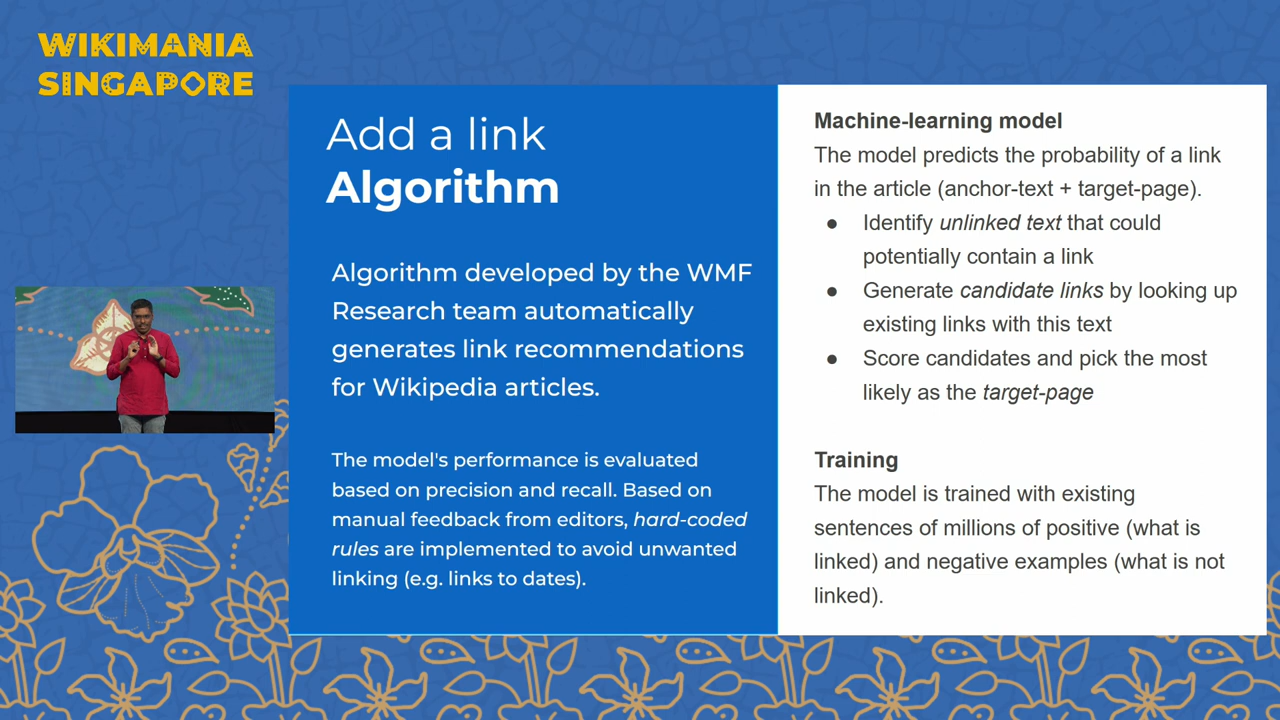 WIKIMANIA
SINGAPORE
Add a link
Algorithm
Algorithm developed by the WMF
Research team automatically
generates link recommendations
for Wikipedia articles.
The model's performance is evaluated
based on precision and recall. Based on
manual feedback from editors, hard-coded
rules are implemented to avoid unwanted
linking (e.g. links to dates).
Machine-learning model
The model predicts the probability of a link
in the article (anchor-text + target-page).
● Identify unlinked text that could
potentially contain a link
● Generate candidate links by looking up
existing links with this text
● Score candidates and pick the most
likely as the target-page
Training
The model is trained with existing
sentences of millions of positive (what is
linked) and negative examples (what is not
linked).